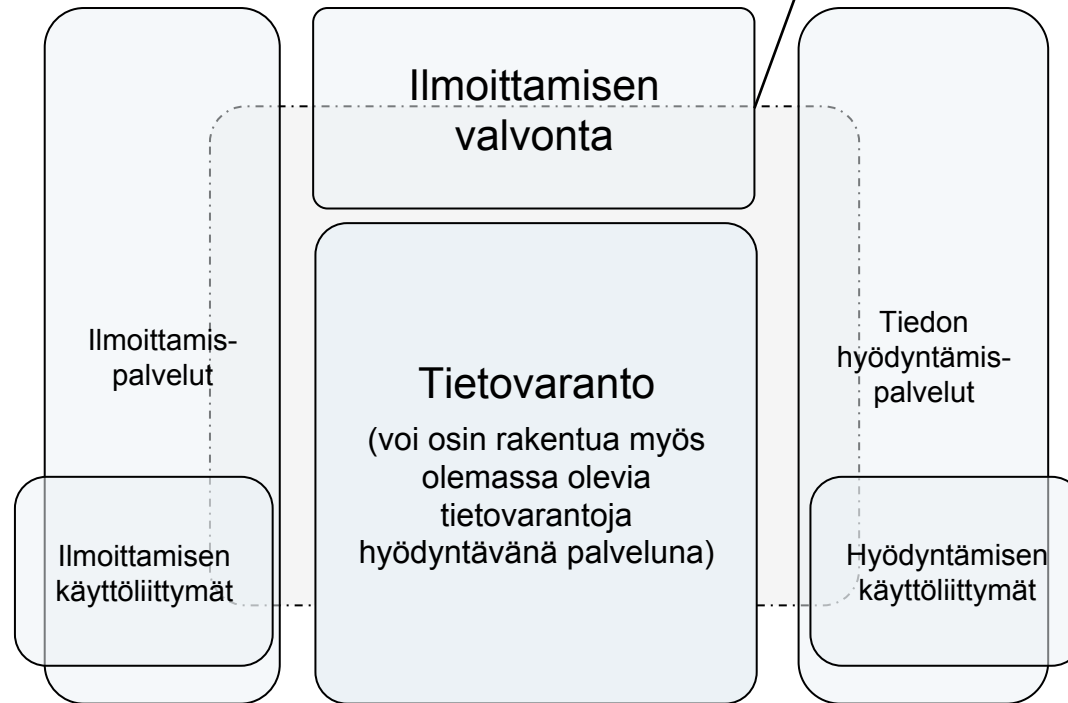 Ilmoittamisen
valvonta
Ilmoittamis-
palvelut
Tietovaranto
(voi osin rakentua myös
olemassa olevia
tietovarantoja
hyödyntävänä palveluna)
Tiedon
hyödyntämis-
palvelut
Ilmoittamisen
käyttöliittymät
Hyödyntämisen
käyttöliittymät